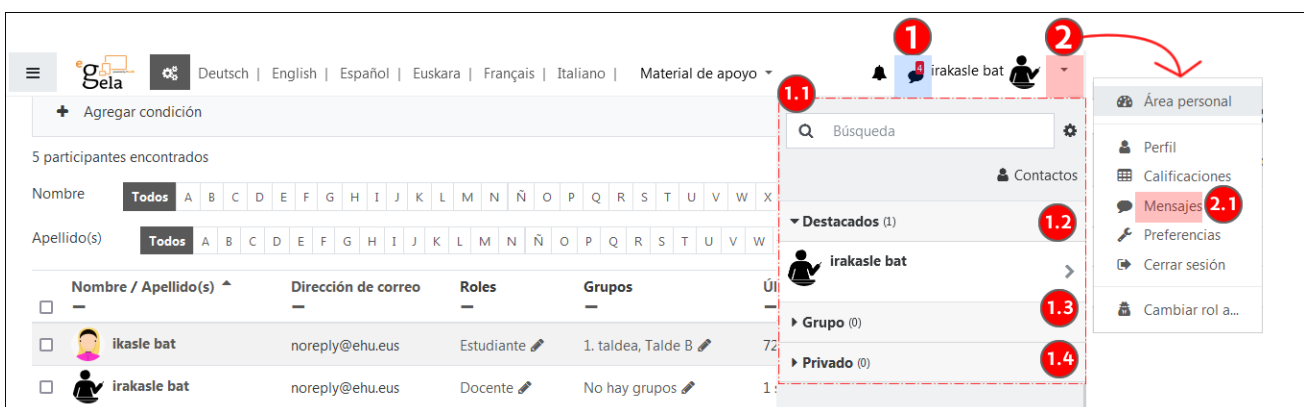 1 2
eGela Deutsch | English | Español | Euskara | Français | Italiano | Material de apoyo 4 irakasle bat
1.1
Área personal
Agregar condición
Búsqueda
5 participantes encontrados
Perfil
Contactos
Calificaciones
Nombre Todos A B C D E F G H I J K L M N Ñ O P Q R S T U V W X
Mensajes 2.1
Destacados (1) 1.2
Preferencias
Apellido(s) Todos A B C D E F G H I J K L M N Ñ O P Q R S T U V W
irakasle bat
Cerrar sesión
Nombre / Apellido(s) Dirección de correo Roles Grupos Úl
Cambiar rol a...
Grupo (0) 1.3
ikasle bat noreply@ehu.eus Estudiante 1. taldea, Talde B 72
Privado (0) 1.4
irakasle bat noreply@ehu.eus Docente No hay grupos 1 s